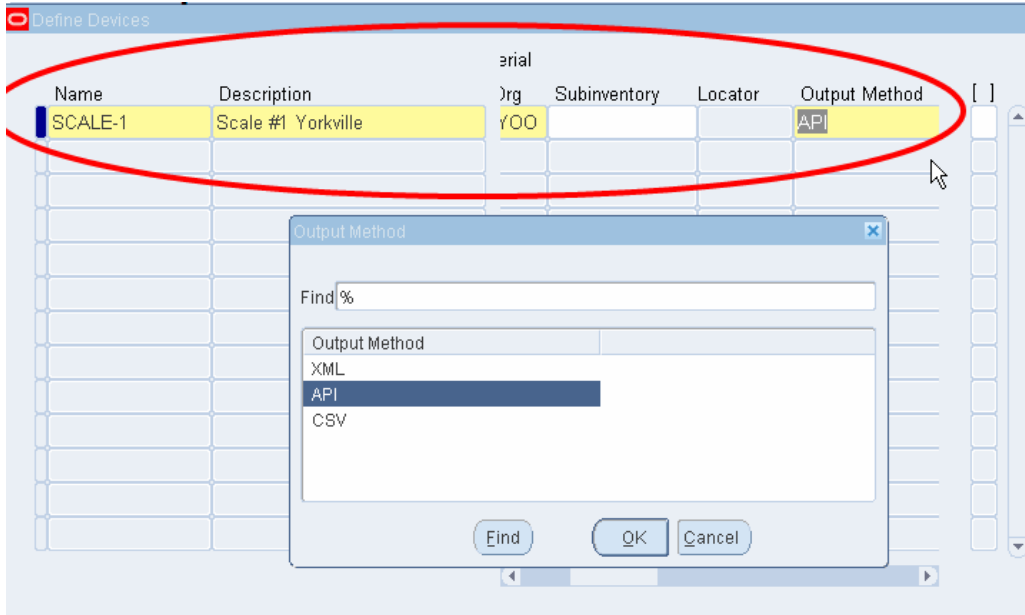 Define Devices
erial
Name Description Org Subinventory Locator Output Method [ ]
SCALE-1 Scale #1 Yorkville YOO API
Output Method
Find %
Output Method
XML
API
CSV
Find OK Cancel